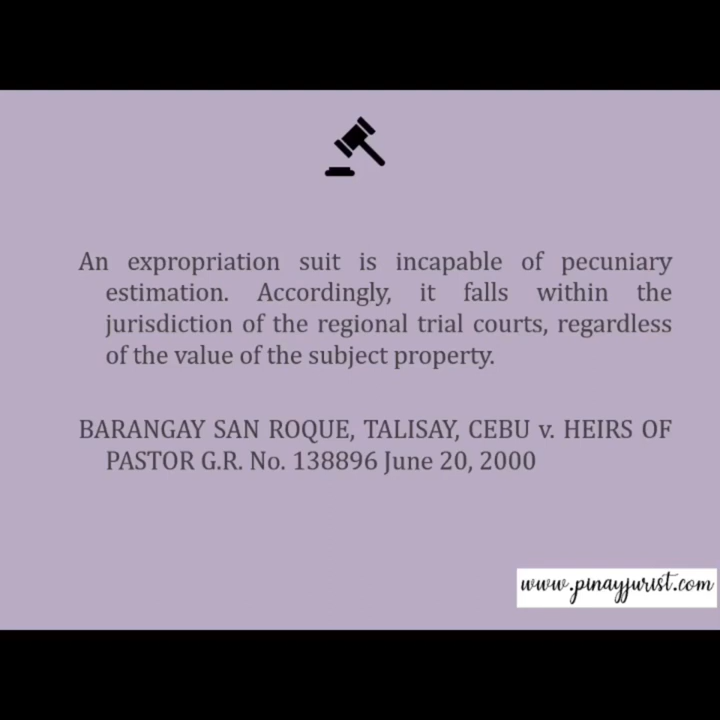 An expropriation suit is incapable of pecuniary
estimation. Accordingly, it falls within the
jurisdiction of the regional trial courts, regardless
of the value of the subject property.
BARANGAY SAN ROQUE, TALISAY, CEBU v. HEIRS OF
PASTOR G.R. No. 138896 June 20, 2000
www.pinayjurist.com